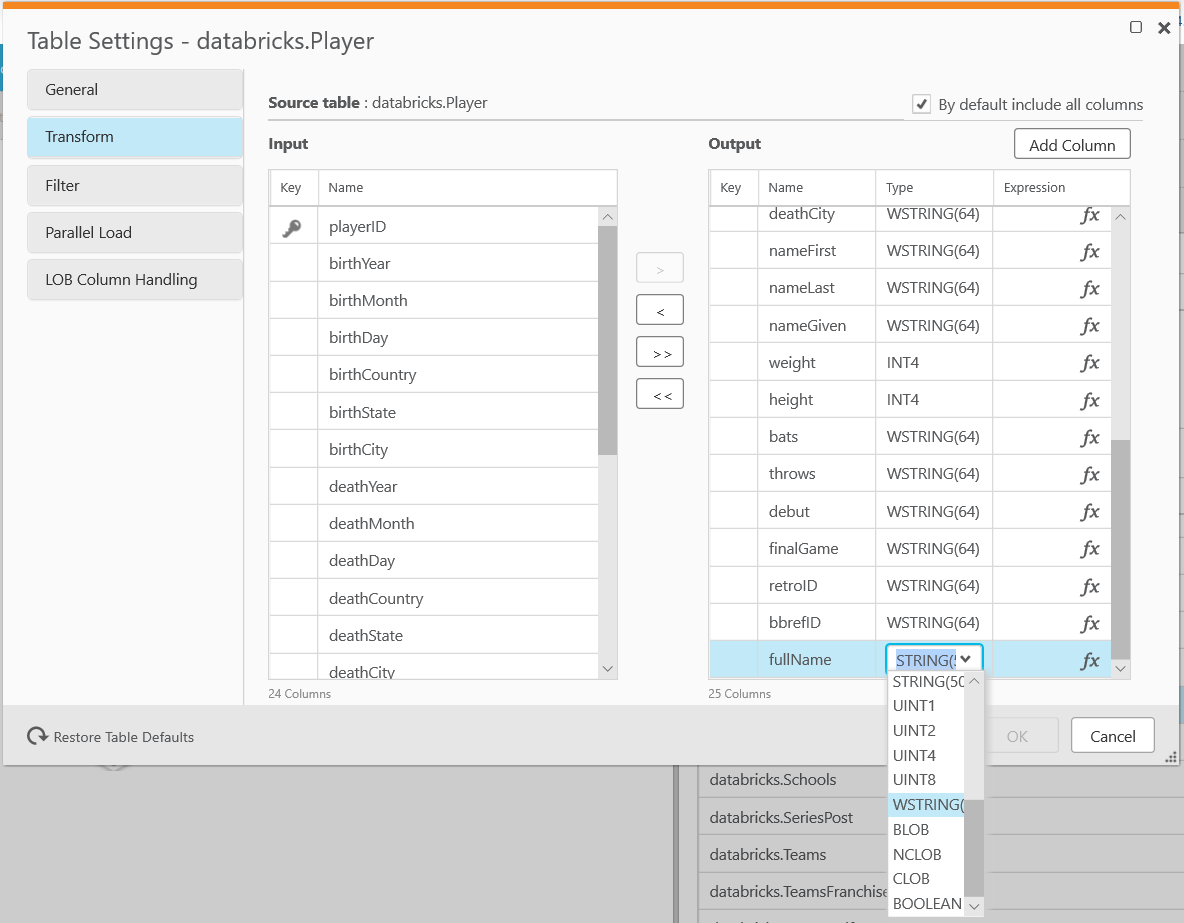 Table Settings - databricks.Player
General
Transform
Filter
Parallel Load
LOB Column Handling
Source table : databricks.Player
By default include all columns
Input
Output
Add Column
Key Name
playerID
birthYear
birthMonth
birthDay
birthCountry
birthState
birthCity
deathYear
deathMonth
deathDay
deathCountry
deathState
deathCity
24 Columns
>
<
>>
<<
Key Name Type Expression
deathCity WSTRING(64) fx
nameFirst WSTRING(64) fx
nameLast WSTRING(64) fx
nameGiven WSTRING(64) fx
weight INT4 fx
height INT4 fx
bats WSTRING(64) fx
throws WSTRING(64) fx
debut WSTRING(64) fx
finalGame WSTRING(64) fx
retroID WSTRING(64) fx
bbrefID WSTRING(64) fx
fullName STRING(5 fx
25 Columns
STRING(50
UINT1
UINT2
UINT4
UINT8
WSTRING(
BLOB
NCLOB
CLOB
BOOLEAN
Restore Table Defaults
OK
Cancel
databricks.Schools
databricks.SeriesPost
databricks.Teams
databricks.TeamsFranchise